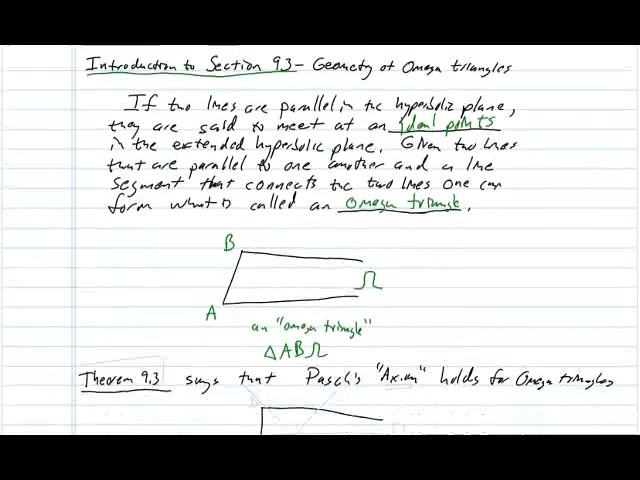 Introduction to Section 9.3 - Geometry of Omega triangles
If two lines are parallel in the hyperbolic plane,
they are said to meet at an ideal points
in the extended hyperbolic plane. Given two lines
that are parallel to one another and a line
segment that connects the two lines one can
form what is called an omega triangle.
B
Ω
A
an "omega triangle"
△ABΩ
Theorem 9.3 says that Pasch's "Axiom" holds for Omega triangles